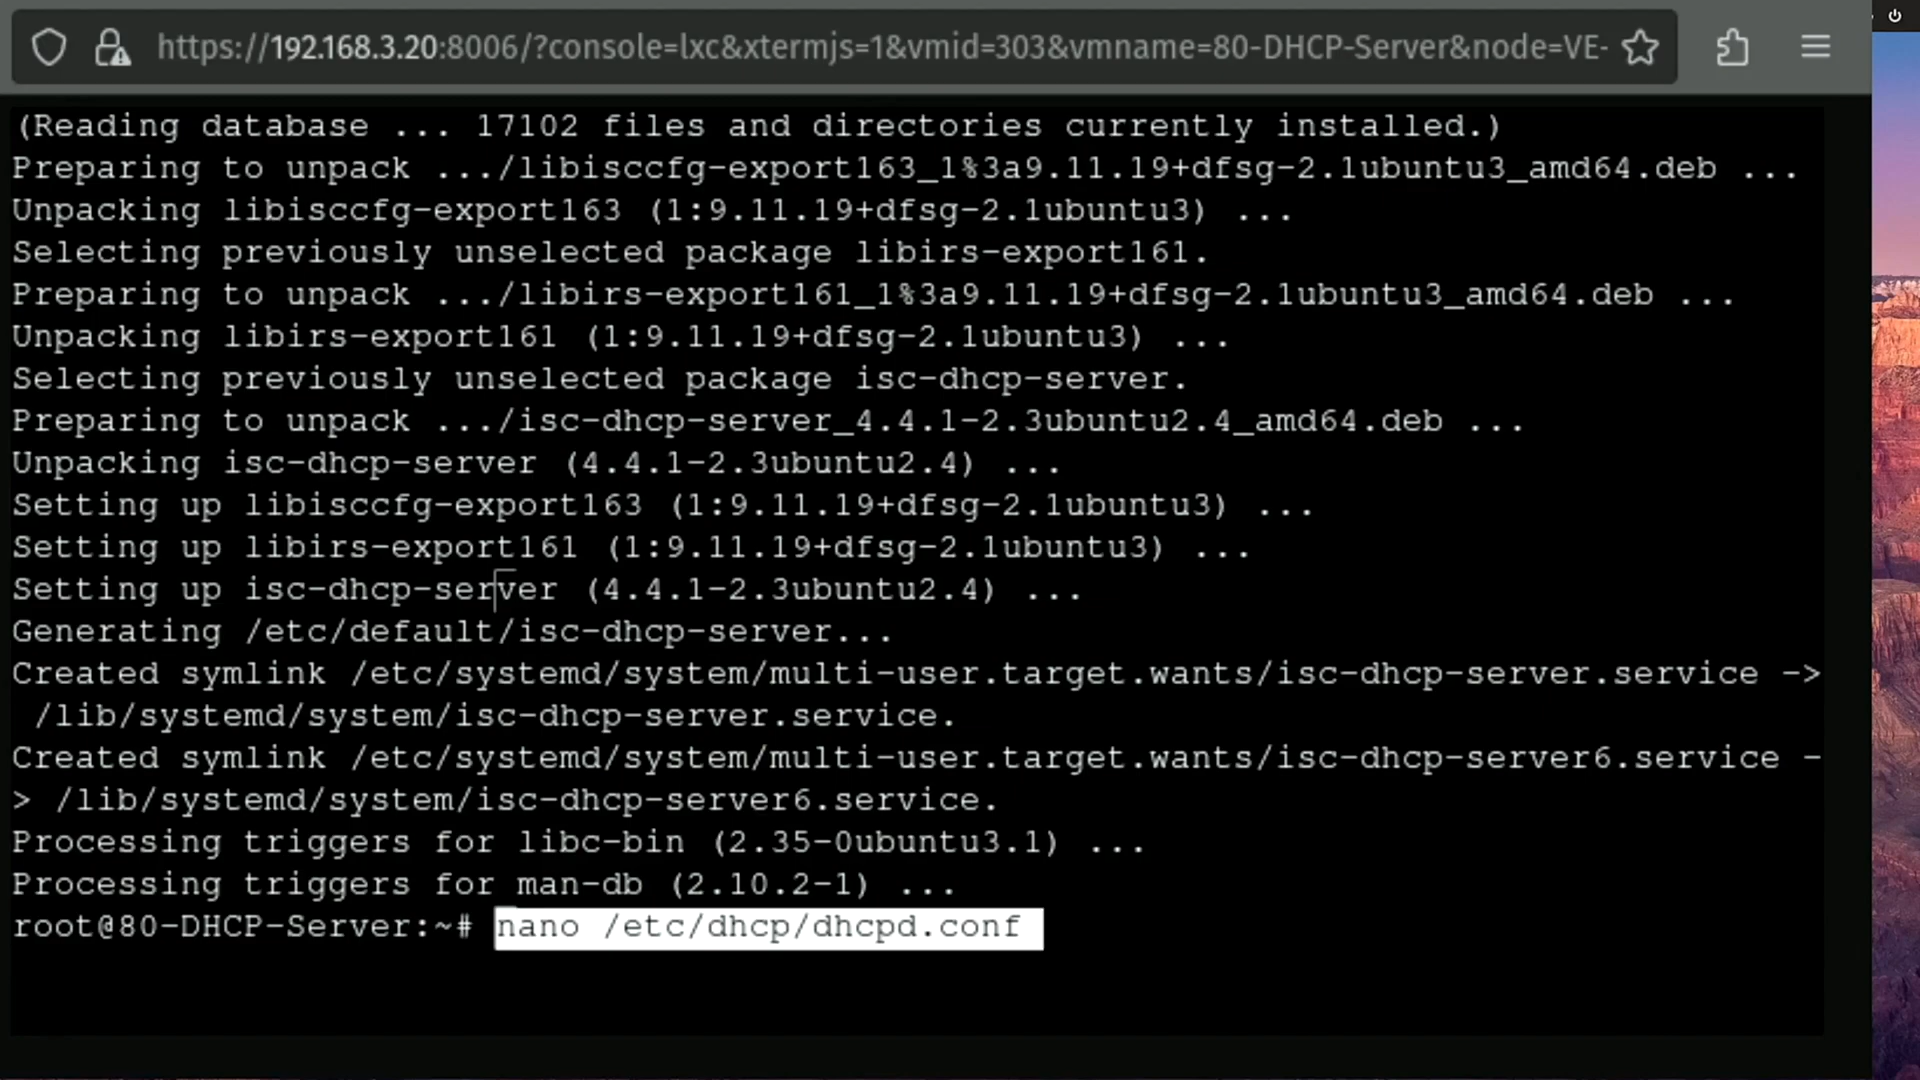 https://192.168.3.20:8006/?console=lxc&xtermjs=1&vmid=303&vmname=80-DHCP-Server&node=VE-
(Reading database ... 17102 files and directories currently installed.)
Preparing to unpack .../libisccfg-export163_1%3a9.11.19+dfsg-2.1ubuntu3_amd64.deb ...
Unpacking libisccfg-export163 (1:9.11.19+dfsg-2.1ubuntu3) ...
Selecting previously unselected package libirs-export161.
Preparing to unpack .../libirs-export161_1%3a9.11.19+dfsg-2.1ubuntu3_amd64.deb ...
Unpacking libirs-export161 (1:9.11.19+dfsg-2.1ubuntu3) ...
Selecting previously unselected package isc-dhcp-server.
Preparing to unpack .../isc-dhcp-server_4.4.1-2.3ubuntu2.4_amd64.deb ...
Unpacking isc-dhcp-server (4.4.1-2.3ubuntu2.4) ...
Setting up libisccfg-export163 (1:9.11.19+dfsg-2.1ubuntu3) ...
Setting up libirs-export161 (1:9.11.19+dfsg-2.1ubuntu3) ...
Setting up isc-dhcp-server (4.4.1-2.3ubuntu2.4) ...
Generating /etc/default/isc-dhcp-server...
Created symlink /etc/systemd/system/multi-user.target.wants/isc-dhcp-server.service ->
/lib/systemd/system/isc-dhcp-server.service.
Created symlink /etc/systemd/system/multi-user.target.wants/isc-dhcp-server6.service -
> /lib/systemd/system/isc-dhcp-server6.service.
Processing triggers for libc-bin (2.35-0ubuntu3.1) ...
Processing triggers for man-db (2.10.2-1) ...
root@80-DHCP-Server:~# nano /etc/dhcp/dhcpd.conf